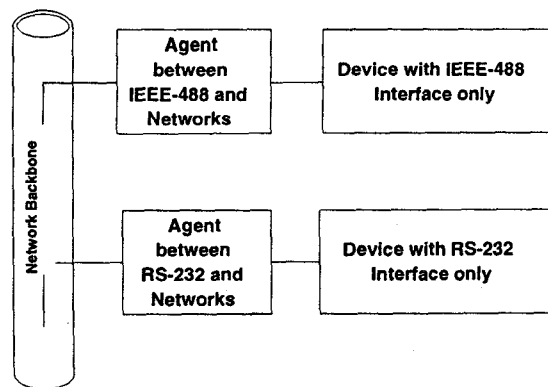 Network Backbone
Agent
between
IEEE-488 and
Networks
Device with IEEE-488
Interface only
Agent
between
RS-232 and
Networks
Device with RS-232
Interface only